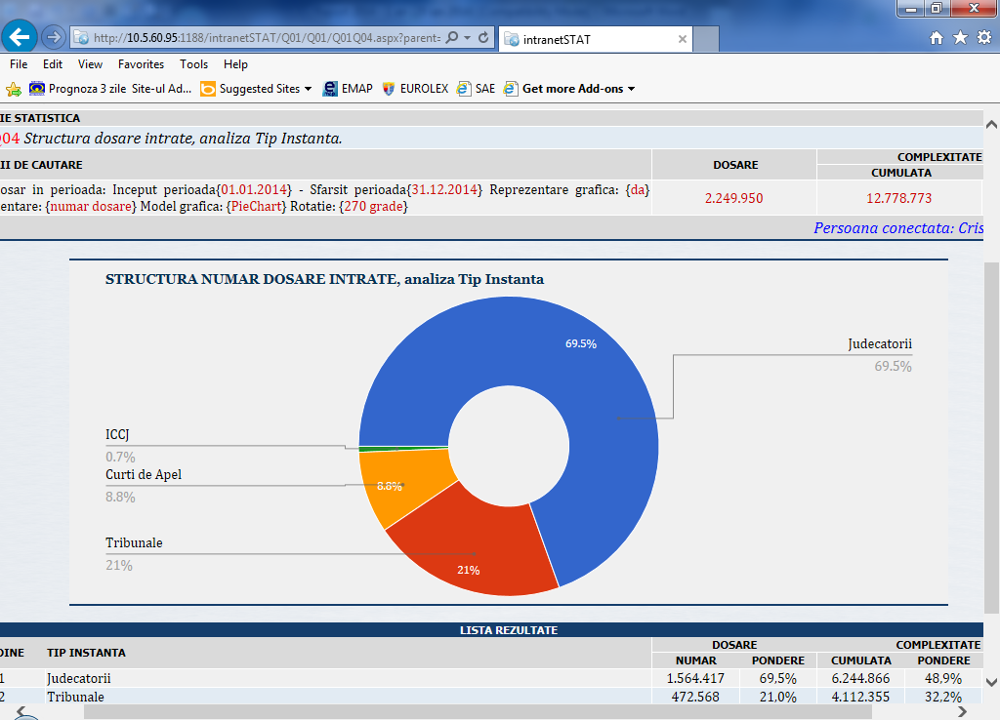 http://10.5.60.95:1188/intranetSTAT/Q01/Q01/Q01Q04.aspx?parent=
intranetSTAT
File Edit View Favorites Tools Help
Prognoza 3 zile Site-ul Ad... Suggested Sites EMAP EUROLEX SAE Get more Add-ons
IE STATISTICA
Q04 Structura dosare intrate, analiza Tip Instanta.
II DE CAUTARE
DOSARE
COMPLEXITATE
CUMULATA
osar in perioada: Inceput perioada{01.01.2014} - Sfarsit perioada{31.12.2014} Reprezentare grafica: {da}
entare: {numar dosare} Model grafica: {PieChart} Rotatie: {270 grade}
2.249.950
12.778.773
Persoana conectata: Cris
STRUCTURA NUMAR DOSARE INTRATE, analiza Tip Instanta
69.5%
Judecatorii
69.5%
ICCJ
0.7%
Curti de Apel
8.8%
8.8%
Tribunale
21%
21%
LISTA REZULTATE
DINE TIP INSTANTA
DOSARE COMPLEXITATE
NUMAR PONDERE CUMULATA PONDERE
1 Judecatorii 1.564.417 69,5% 6.244.866 48,9%
2 Tribunale 472.568 21,0% 4.112.355 32,2%